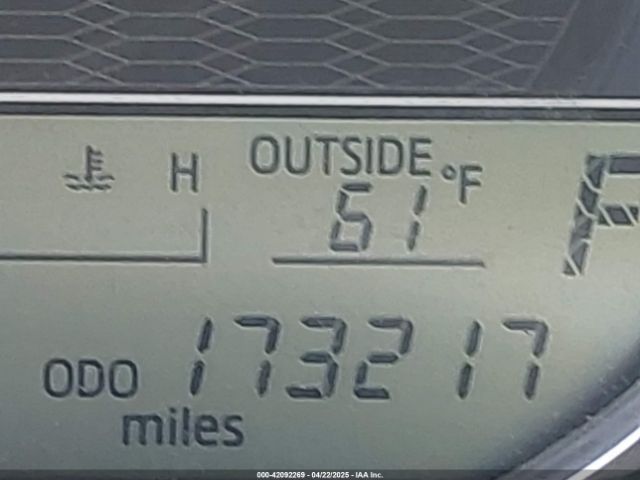 H OUTSIDE °F
61
P
ODO 173217
miles
000-42092269 - 04/22/2025 - IAA Inc.